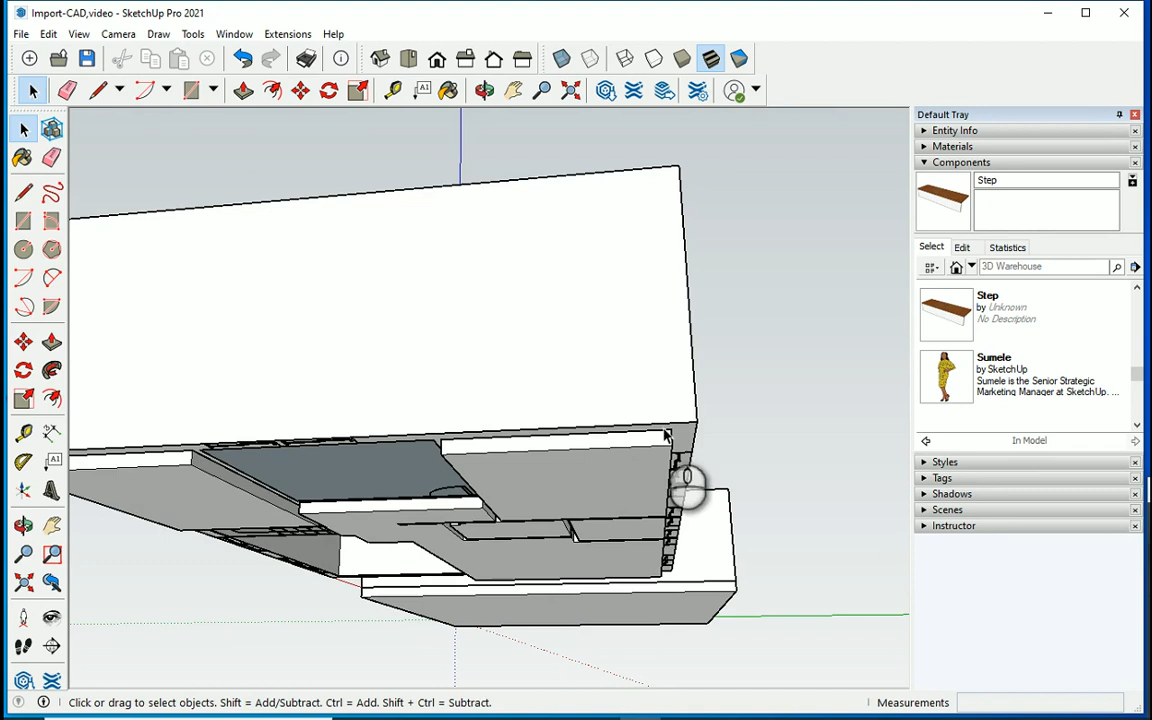 Import-CAD,video - SketchUp Pro 2021
File Edit View Camera Draw Tools Window Extensions Help
Default Tray
Entity Info
Materials
Components
Step
Select Edit Statistics
3D Warehouse
Step
by Unknown
No Description
Sumele
by SketchUp
Sumele is the Senior Strategic
Marketing Manager at SketchUp. ...
In Model
Styles
Tags
Shadows
Scenes
Instructor
Click or drag to select objects. Shift = Add/Subtract. Ctrl = Add. Shift + Ctrl = Subtract.
Measurements